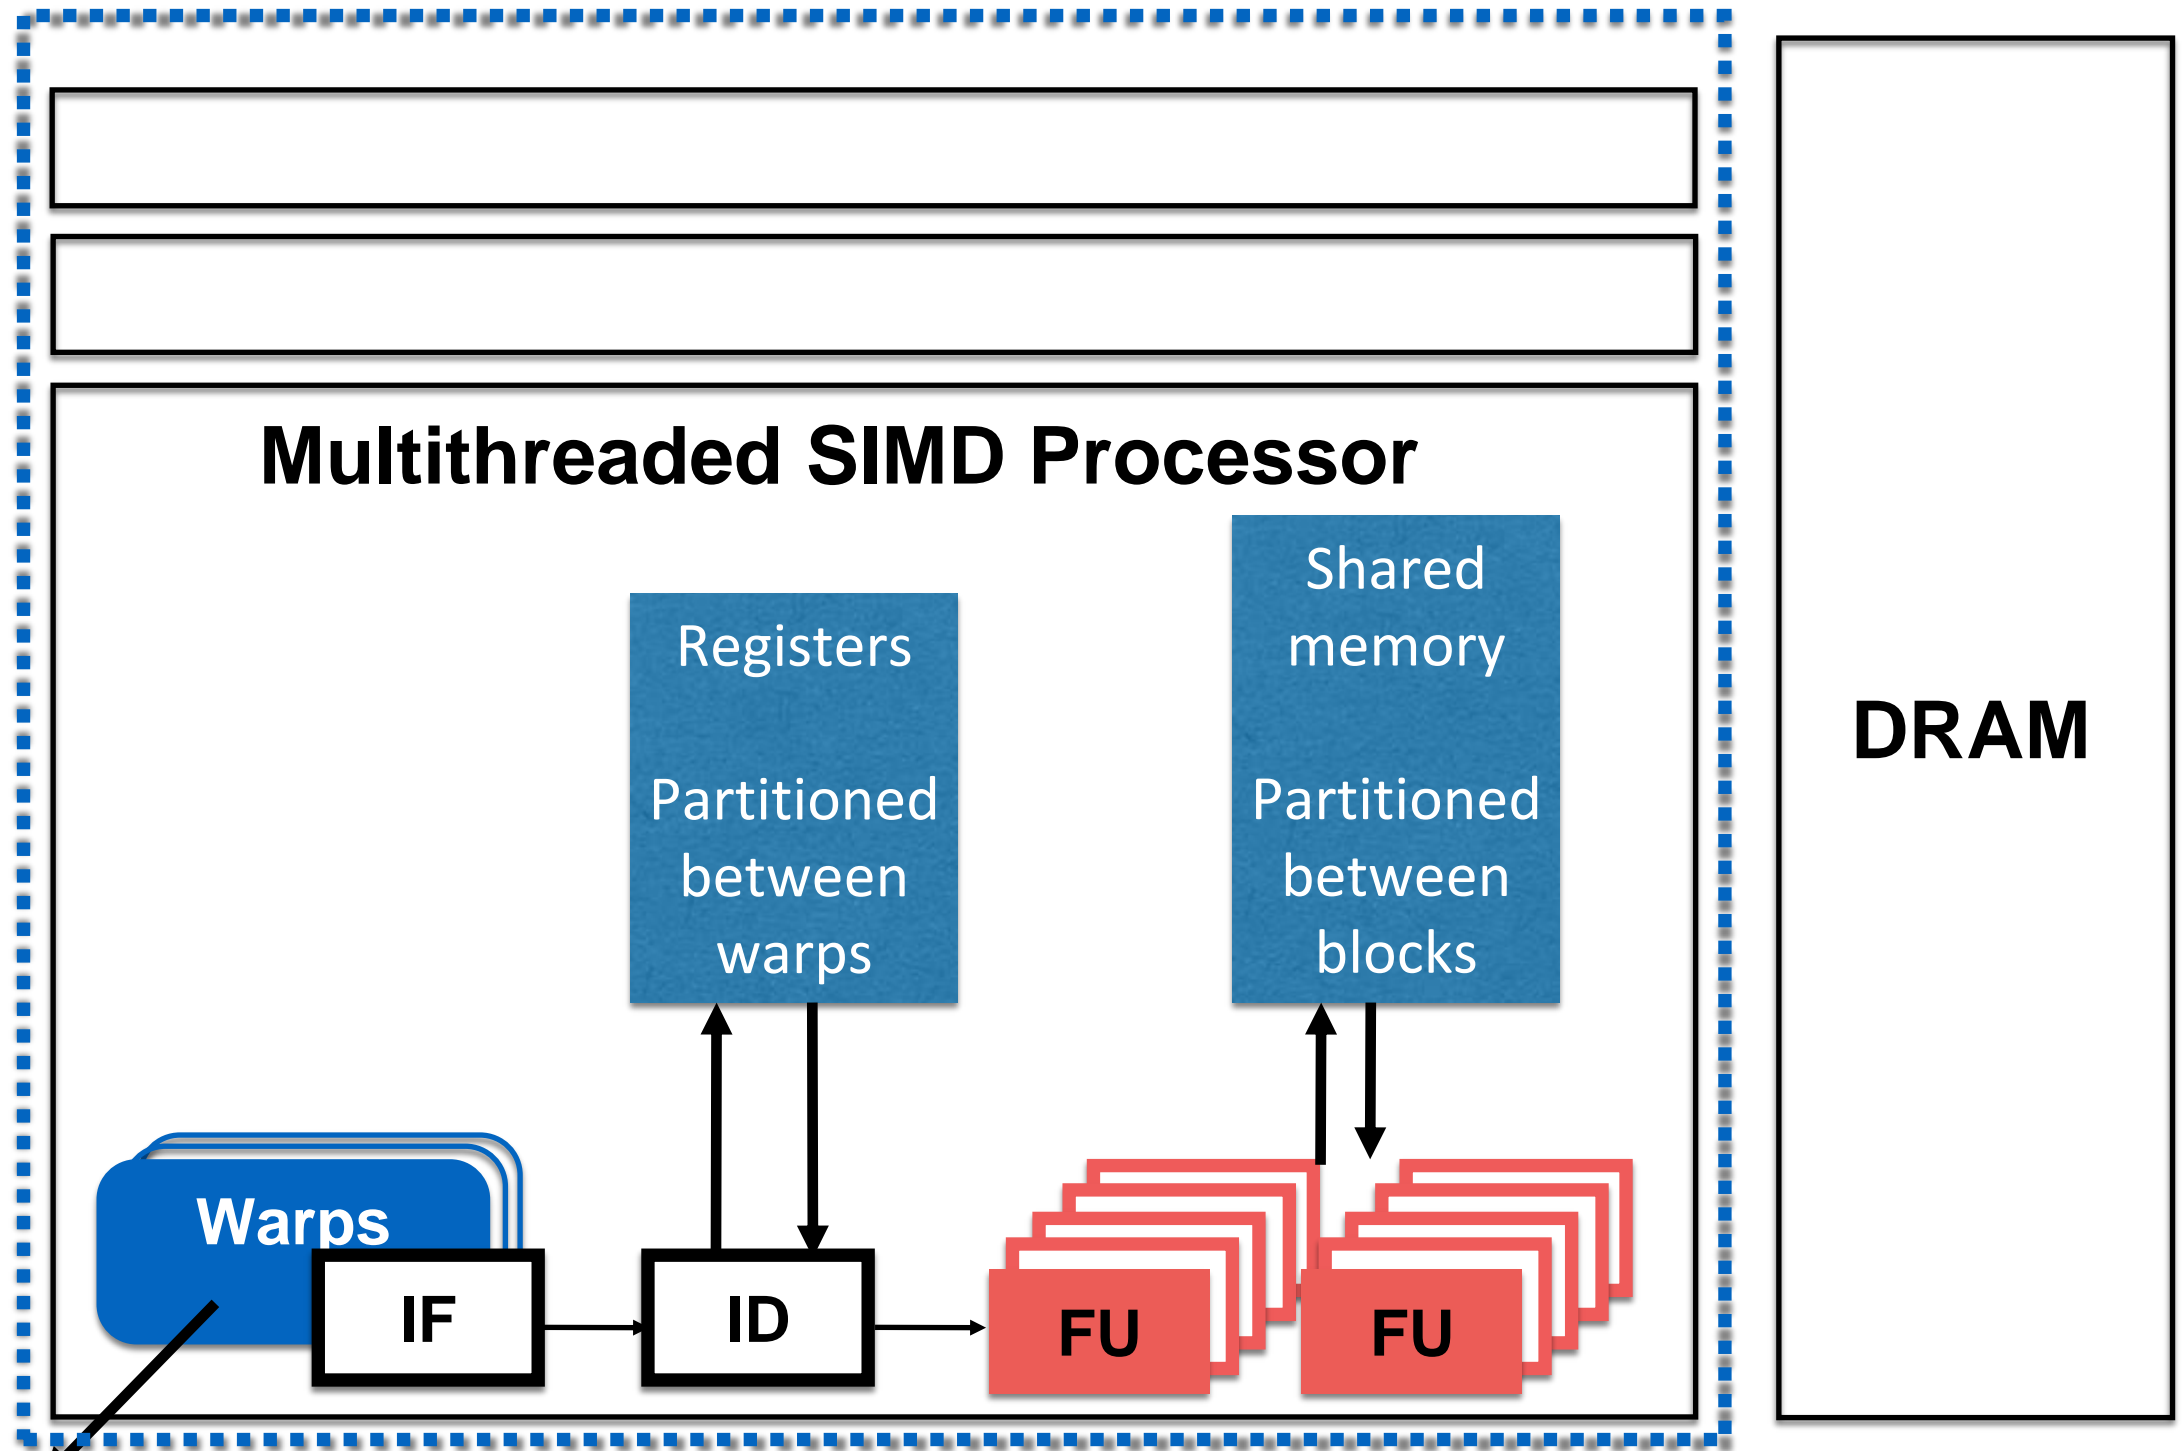 Multithreaded SIMD Processor
Registers
Partitioned
between
warps
Shared
memory
Partitioned
between
blocks
DRAM
Warps
IF
ID
FU
FU